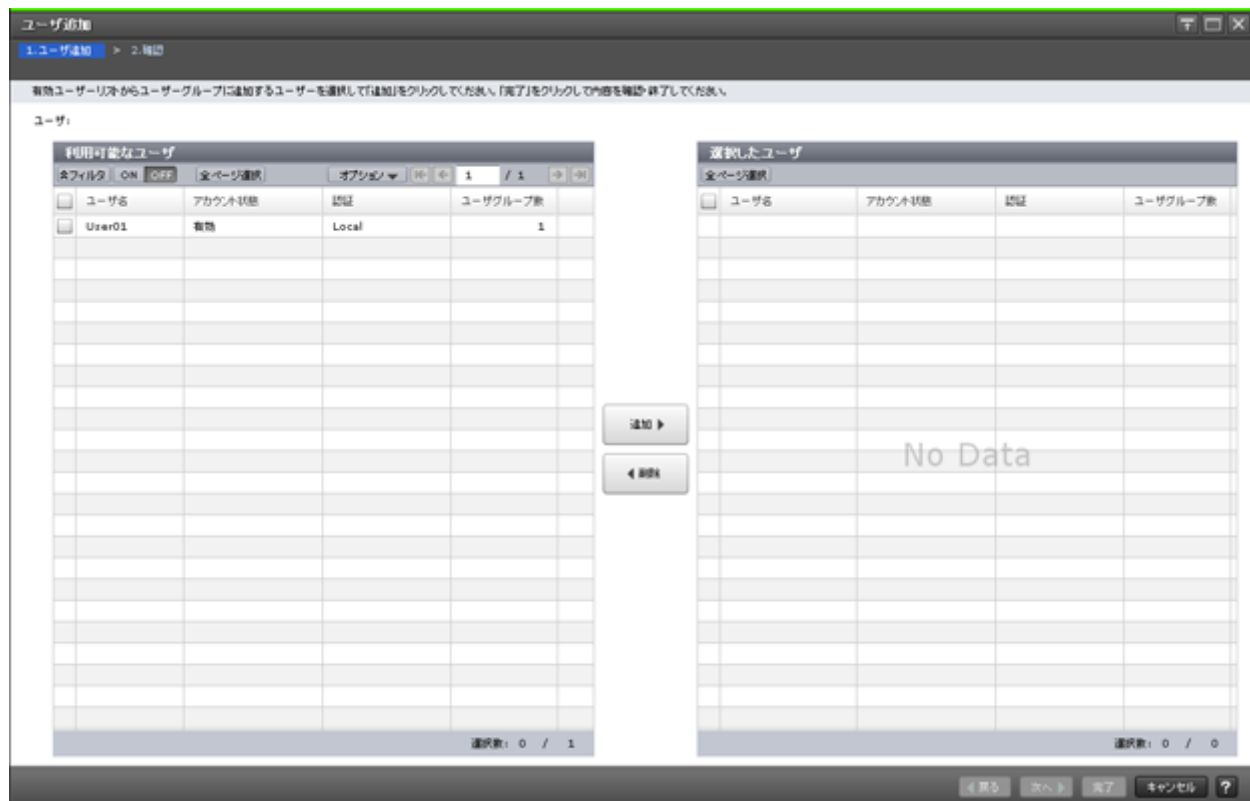 ユーザ追加
1.ユーザ追加 > 2.確認
有効ユーザーリストからユーザーグループに追加するユーザーを選択して「追加」をクリックしてください。「完了」をクリックして内容を確認・終了してください。
ユーザ:
利用可能なユーザ
全フィルタ ON OFF 全ページ選択 オプション 1 / 1
ユーザ名 アカウント状態 認証 ユーザグループ数
User01 有効 Local 1
選択数: 0 / 1
追加
削除
選択したユーザ
全ページ選択
ユーザ名 アカウント状態 認証 ユーザグループ数
No Data
選択数: 0 / 0
戻る 次へ 完了 キャンセル ?